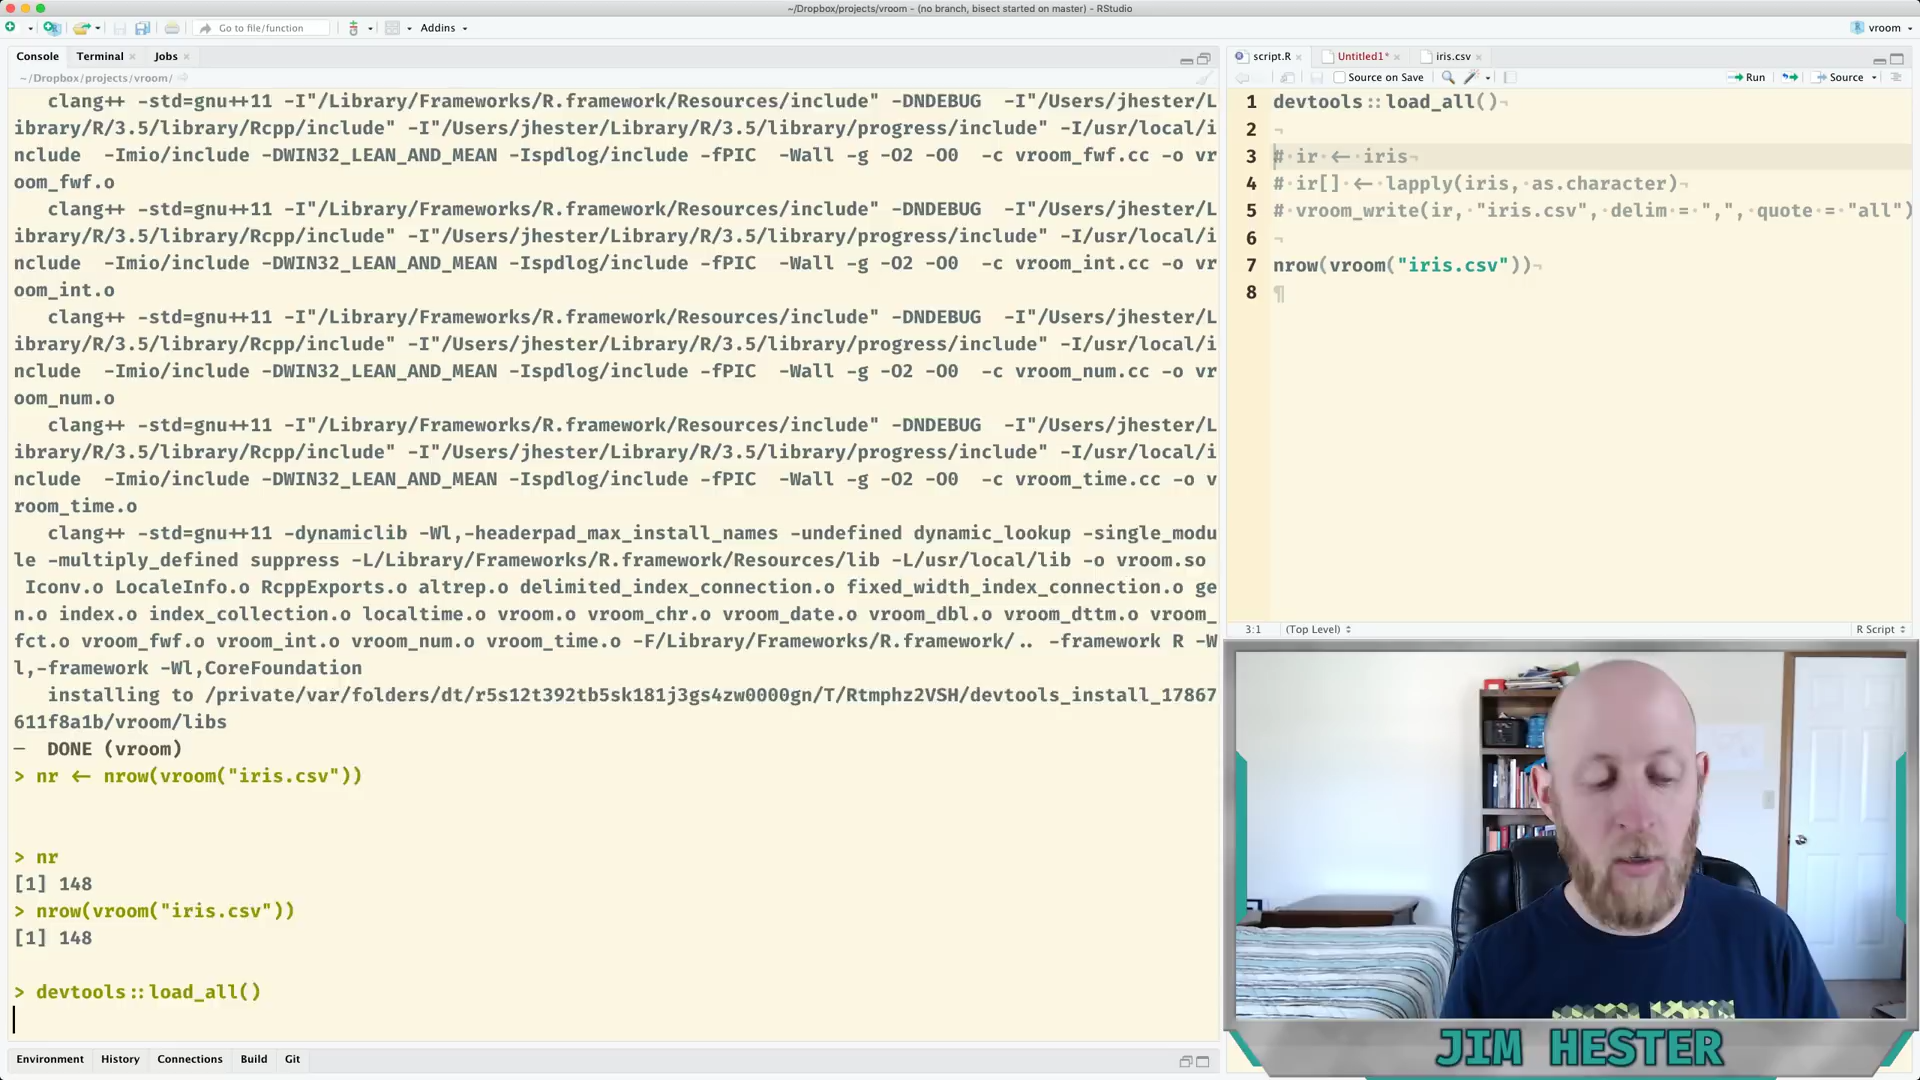 ~/Dropbox/projects/vroom - (no branch, bisect started on master) - RStudio
Go to file/function
Addins
vroom
Console Terminal Jobs
~/Dropbox/projects/vroom/
clang++ -std=gnu++11 -I"/Library/Frameworks/R.framework/Resources/include" -DNDEBUG -I"/Users/jhester/L
ibrary/R/3.5/library/Rcpp/include" -I"/Users/jhester/Library/R/3.5/library/progress/include" -I/usr/local/i
nclude -Imio/include -DWIN32_LEAN_AND_MEAN -Ispdlog/include -fPIC -Wall -g -O2 -O0 -c vroom_fwf.cc -o vr
oom_fwf.o
clang++ -std=gnu++11 -I"/Library/Frameworks/R.framework/Resources/include" -DNDEBUG -I"/Users/jhester/L
ibrary/R/3.5/library/Rcpp/include" -I"/Users/jhester/Library/R/3.5/library/progress/include" -I/usr/local/i
nclude -Imio/include -DWIN32_LEAN_AND_MEAN -Ispdlog/include -fPIC -Wall -g -O2 -O0 -c vroom_int.cc -o vr
oom_int.o
clang++ -std=gnu++11 -I"/Library/Frameworks/R.framework/Resources/include" -DNDEBUG -I"/Users/jhester/L
ibrary/R/3.5/library/Rcpp/include" -I"/Users/jhester/Library/R/3.5/library/progress/include" -I/usr/local/i
nclude -Imio/include -DWIN32_LEAN_AND_MEAN -Ispdlog/include -fPIC -Wall -g -O2 -O0 -c vroom_num.cc -o vr
oom_num.o
clang++ -std=gnu++11 -I"/Library/Frameworks/R.framework/Resources/include" -DNDEBUG -I"/Users/jhester/L
ibrary/R/3.5/library/Rcpp/include" -I"/Users/jhester/Library/R/3.5/library/progress/include" -I/usr/local/i
nclude -Imio/include -DWIN32_LEAN_AND_MEAN -Ispdlog/include -fPIC -Wall -g -O2 -O0 -c vroom_time.cc -o v
room_time.o
clang++ -std=gnu++11 -dynamiclib -Wl,-headerpad_max_install_names -undefined dynamic_lookup -single_modu
le -multiply_defined suppress -L/Library/Frameworks/R.framework/Resources/lib -L/usr/local/lib -o vroom.so
Iconv.o LocaleInfo.o RcppExports.o altrep.o delimited_index_connection.o fixed_width_index_connection.o ge
n.o index.o index_collection.o localtime.o vroom.o vroom_chr.o vroom_date.o vroom_dbl.o vroom_dttm.o vroom_
fct.o vroom_fwf.o vroom_int.o vroom_num.o vroom_time.o -F/Library/Frameworks/R.framework/.. -framework R -W
l,-framework -Wl,CoreFoundation
installing to /private/var/folders/dt/r5s12t392tb5sk181j3gs4zw0000gn/T/Rtmphz2VSH/devtools_install_17867
611f8a1b/vroom/libs
─ DONE (vroom)
> nr <- nrow(vroom("iris.csv"))
> nr
[1] 148
> nrow(vroom("iris.csv"))
[1] 148
> devtools::load_all()
Environment History Connections Build Git
script.R Untitled1* iris.csv
Source on Save Run Source
1 devtools::load_all()¬
2 ¬
3 #·ir·<-·iris¬
4 #·ir[]·<-·lapply(iris,·as.character)¬
5 #·vroom_write(ir,·"iris.csv",·delim·=·",",·quote·=·"all")
6 ¬
7 nrow(vroom("iris.csv"))¬
8 ¶
3:1 (Top Level) R Script
JIM HESTER